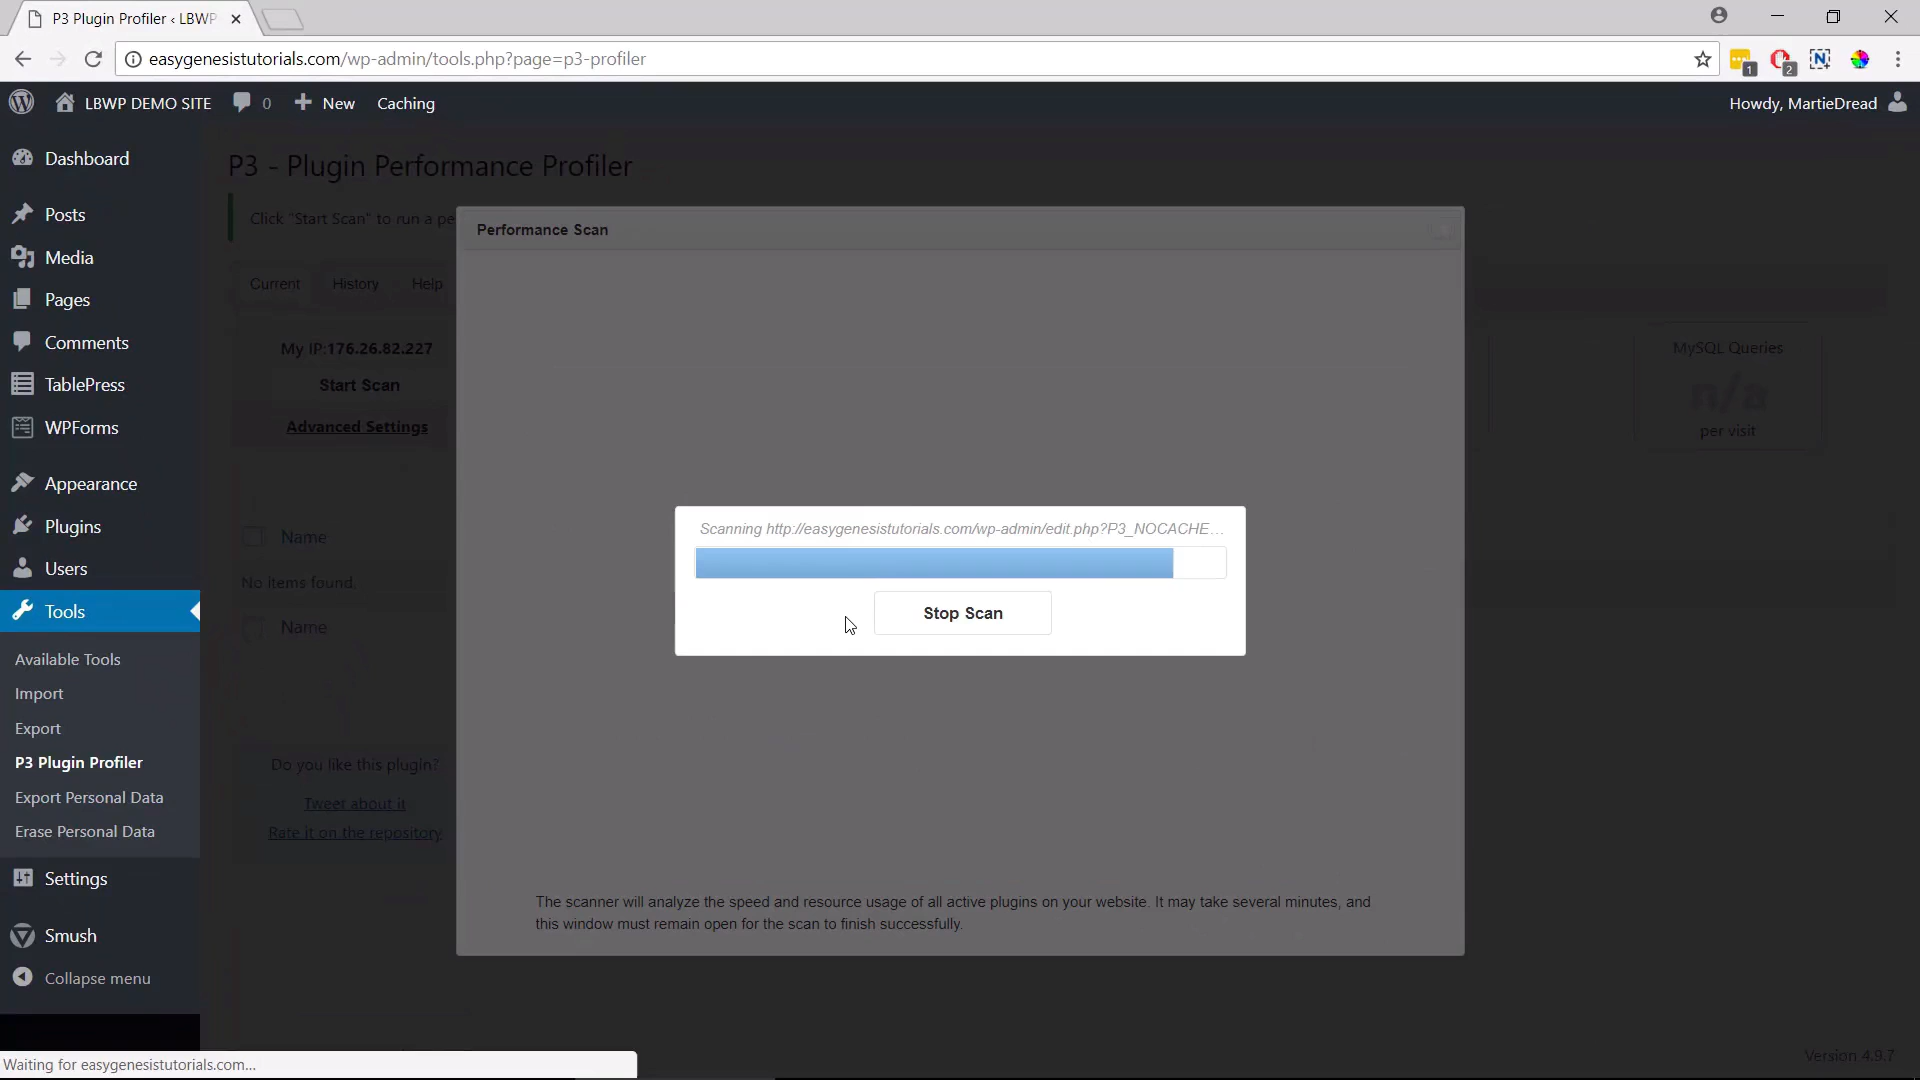 P3 Plugin Profiler ‹ LBWP
easygenesistutorials.com/wp-admin/tools.php?page=p3-profiler
1
2
LBWP DEMO SITE
0
New
Caching
Howdy, MartieDread
Dashboard
Posts
Media
Pages
Comments
TablePress
WPForms
Appearance
Plugins
Users
Tools
Available Tools
Import
Export
P3 Plugin Profiler
Export Personal Data
Erase Personal Data
Settings
Smush
Collapse menu
P3 - Plugin Performance Profiler
Click "Start Scan" to run a pe
Current
History
Help
My IP:176.26.82.227
Start Scan
Advanced Settings
Name
No items found.
Name
Do you like this plugin?
Tweet about it
Rate it on the repository
Performance Scan
Scanning http://easygenesistutorials.com/wp-admin/edit.php?P3_NOCACHE...
Stop Scan
The scanner will analyze the speed and resource usage of all active plugins on your website. It may take several minutes, and
this window must remain open for the scan to finish successfully.
MySQL Queries
n/a
per visit
Version 4.9.7
Waiting for easygenesistutorials.com...